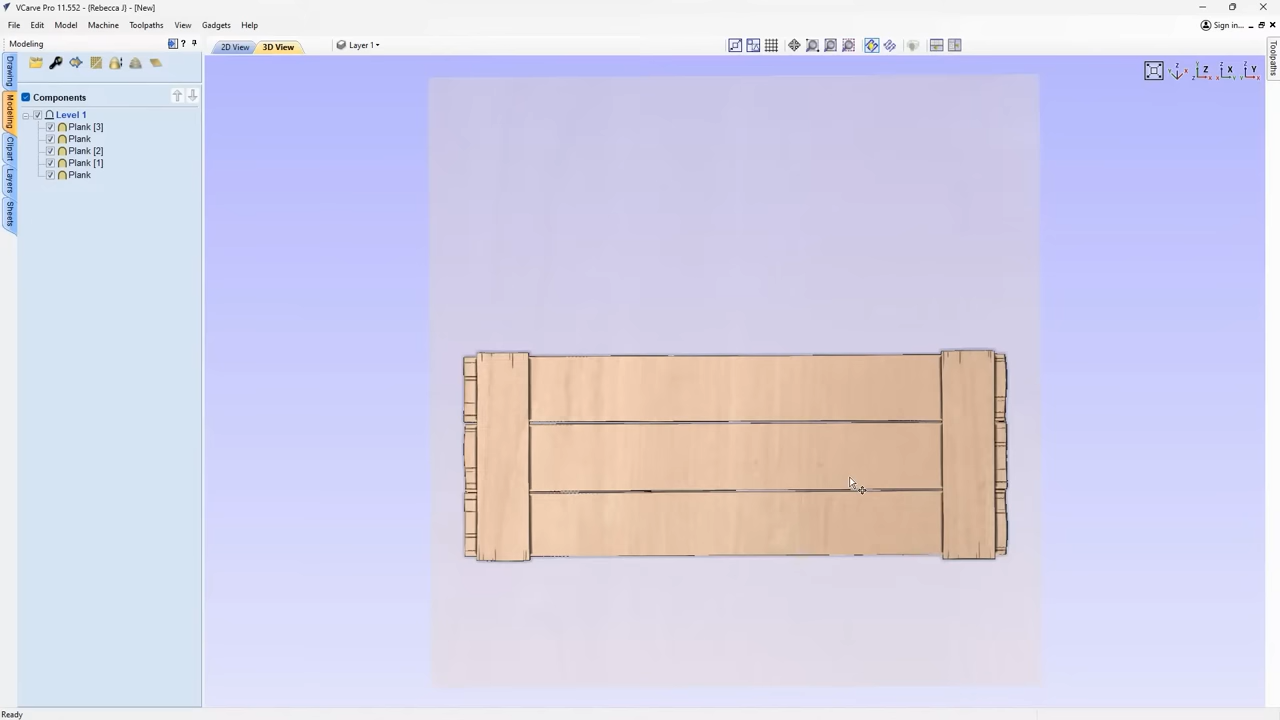 VCarve Pro 11.552 - {Rebecca J} - [New]
File Edit Model Machine Toolpaths View Gadgets Help
Sign in...
Modeling
2D View 3D View Layer 1
Z X Y
Components
Level 1
Plank [3]
Plank
Plank [2]
Plank [1]
Plank
Drawing
Modeling
Clipart
Layers
Sheets
Toolpaths
Ready